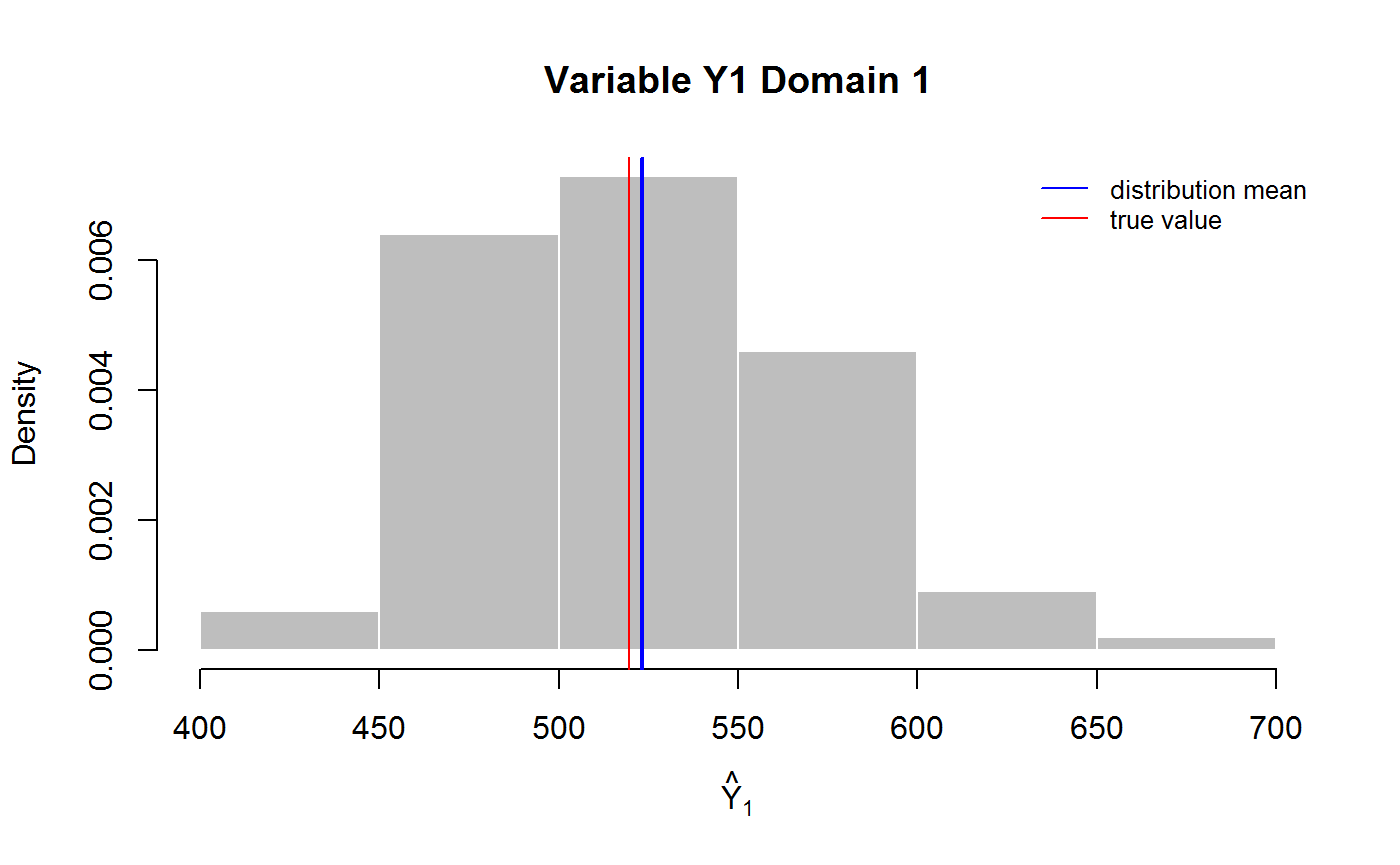 Variable Y1 Domain 1
distribution mean
true value
Density
0.006
0.004
0.002
0.000
400 450 500 550 600 650 700
Ŷ₁